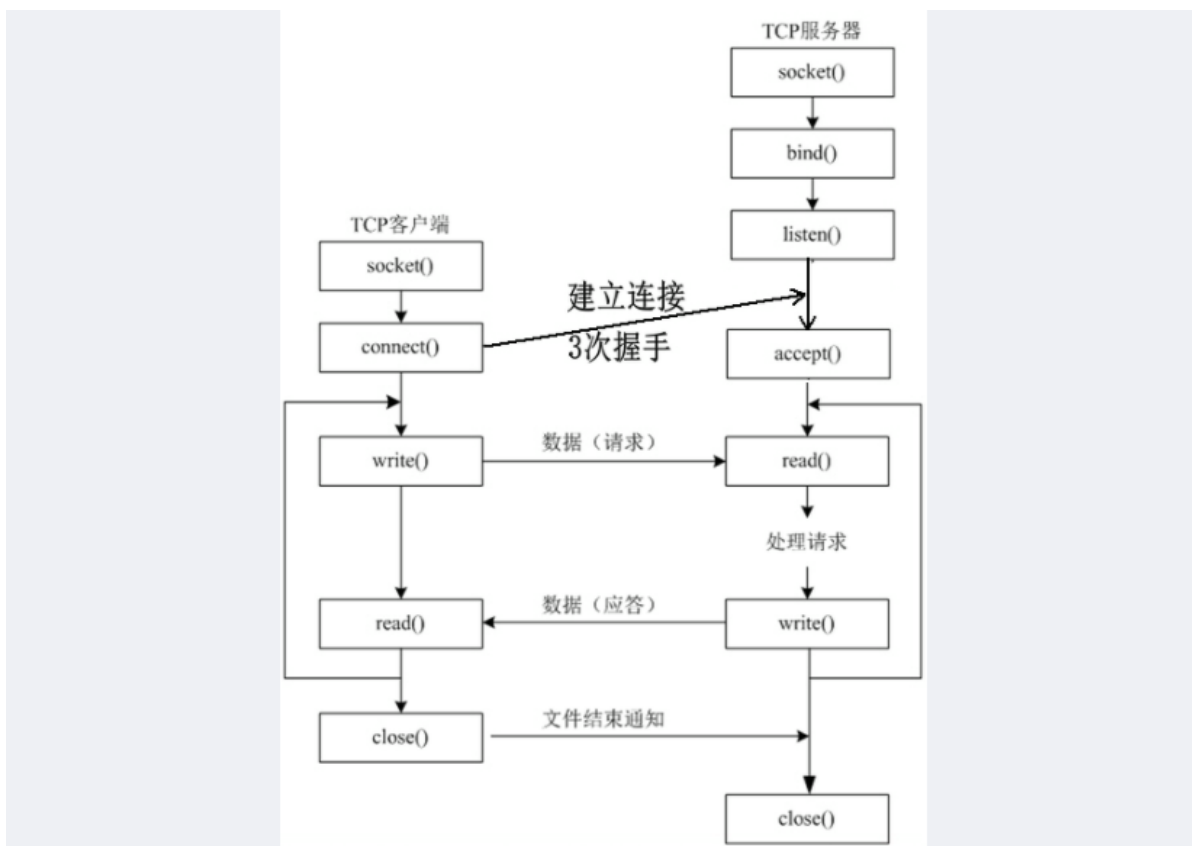 TCP服务器
socket()
bind()
listen()
TCP客户端
socket()
建立连接
connect()
3次握手
accept()
数据（请求）
write()
read()
处理请求
数据（应答）
read()
write()
文件结束通知
close()
close()